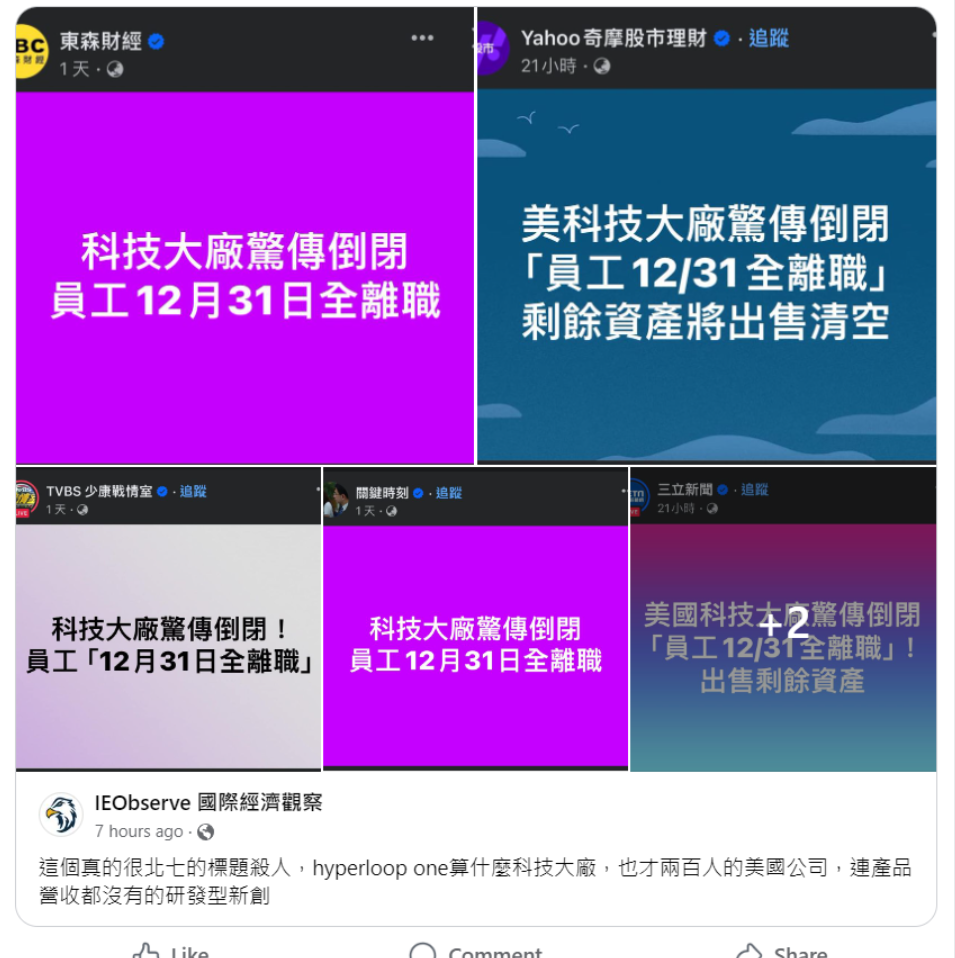 東森財經
1天
科技大廠驚傳倒閉
員工12月31日全離職
Yahoo奇摩股市理財 · 追蹤
21小時
美科技大廠驚傳倒閉
「員工12/31全離職」
剩餘資產將出售清空
TVBS 少康戰情室 · 追蹤
1天
科技大廠驚傳倒閉！
員工「12月31日全離職」
關鍵時刻 · 追蹤
1天
科技大廠驚傳倒閉
員工12月31日全離職
三立新聞 · 追蹤
21小時
美國科技大廠驚傳倒閉
「員工12/31全離職」！
出售剩餘資產
+2
IEObserve 國際經濟觀察
7 hours ago
這個真的很北七的標題殺人，hyperloop one算什麼科技大廠，也才兩百人的美國公司，連產品
營收都沒有的研發型新創
Like
Comment
Share